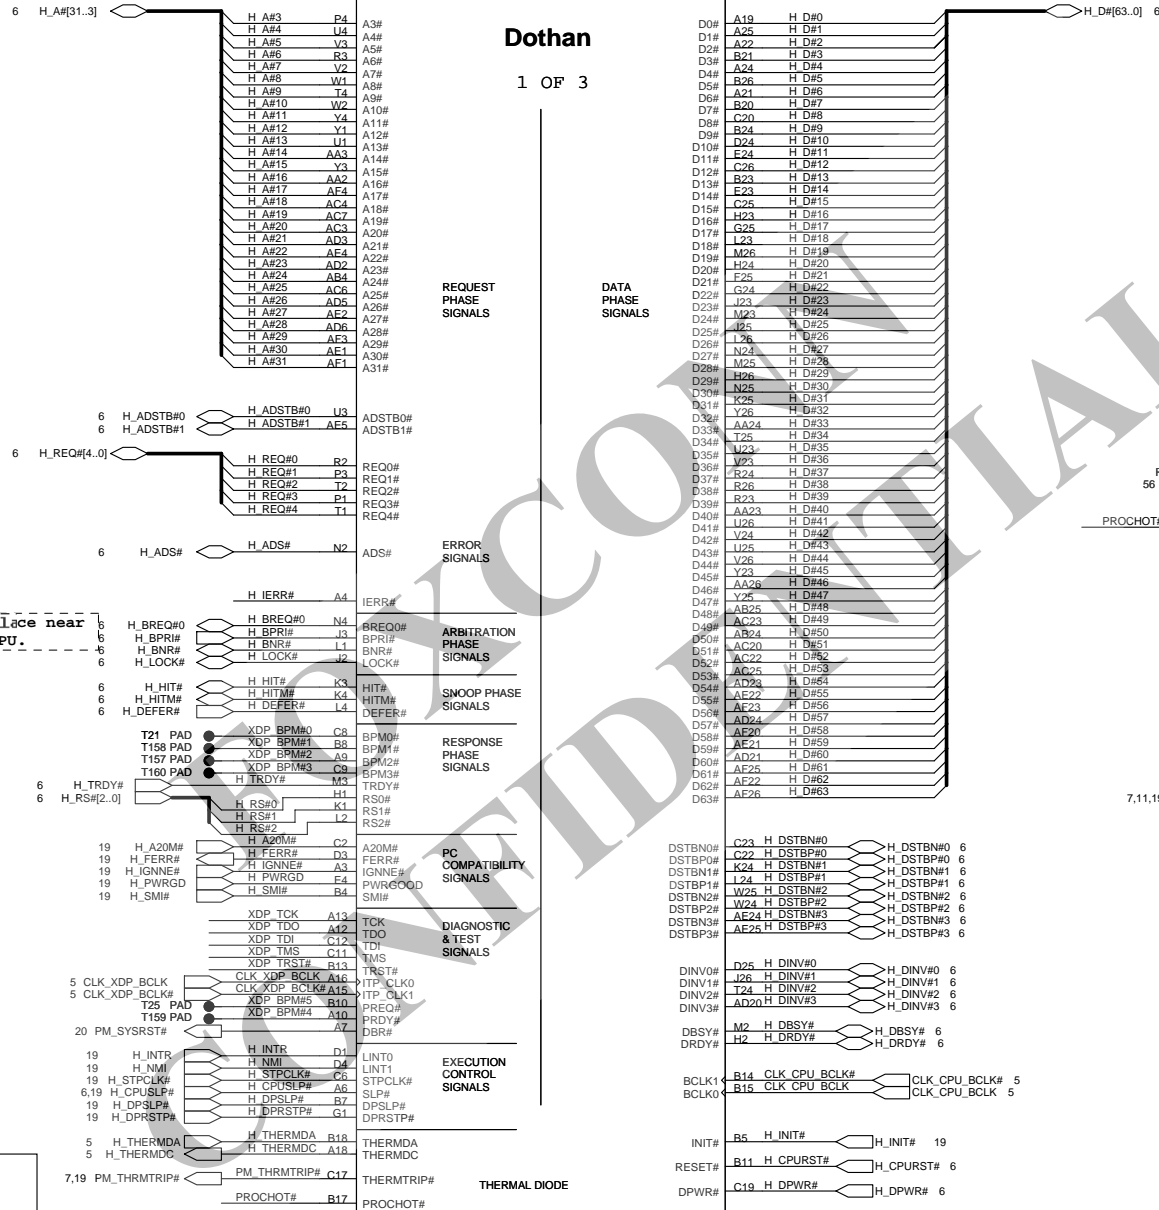 6 H_A#[31..3]
Dothan
1 OF 3
H_D#[63..0] 6
H_A#3 P4 A3#
H_A#4 U4 A4#
H_A#5 V3 A5#
H_A#6 R3 A6#
H_A#7 V2 A7#
H_A#8 W1 A8#
H_A#9 T4 A9#
H_A#10 W2 A10#
H_A#11 Y4 A11#
H_A#12 Y1 A12#
H_A#13 U1 A13#
H_A#14 AA3 A14#
H_A#15 Y3 A15#
H_A#16 AA2 A16#
H_A#17 AF4 A17#
H_A#18 AC4 A18#
H_A#19 AC7 A19#
H_A#20 AC3 A20#
H_A#21 AD3 A21#
H_A#22 AE4 A22#
H_A#23 AD2 A23#
H_A#24 AB4 A24#
H_A#25 AC6 A25#
H_A#26 AD5 A26#
H_A#27 AE2 A27#
H_A#28 AD6 A28#
H_A#29 AF3 A29#
H_A#30 AE1 A30#
H_A#31 AF1 A31#
REQUEST
PHASE
SIGNALS
6 H_ADSTB#0 H_ADSTB#0 U3 ADSTB0#
6 H_ADSTB#1 H_ADSTB#1 AE5 ADSTB1#
6 H_REQ#[4..0]
H_REQ#0 R2 REQ0#
H_REQ#1 P3 REQ1#
H_REQ#2 T2 REQ2#
H_REQ#3 P1 REQ3#
H_REQ#4 T1 REQ4#
6 H_ADS# H_ADS# N2 ADS#
ERROR
SIGNALS
H_IERR# A4 IERR#
lace near
PU.
6 H_BREQ#0 H_BREQ#0 N4 BREQ0#
6 H_BPRI# H_BPRI# J3 BPRI#
6 H_BNR# H_BNR# L1 BNR#
6 H_LOCK# H_LOCK# J2 LOCK#
ARBITRATION
PHASE
SIGNALS
6 H_HIT# H_HIT# K3 HIT#
6 H_HITM# H_HITM# K4 HITM#
6 H_DEFER# H_DEFER# L4 DEFER#
SNOOP PHASE
SIGNALS
T21 PAD XDP_BPM#0 C8 BPM0#
T158 PAD XDP_BPM#1 B8 BPM1#
T157 PAD XDP_BPM#2 A9 BPM2#
T160 PAD XDP_BPM#3 C9 BPM3#
6 H_TRDY# H_TRDY# M3 TRDY#
6 H_RS#[2..0]
H_RS#0 H1 RS0#
H_RS#1 K1 RS1#
H_RS#2 L2 RS2#
RESPONSE
PHASE
SIGNALS
19 H_A20M# H_A20M# C2 A20M#
19 H_FERR# H_FERR# D3 FERR#
19 H_IGNNE# H_IGNNE# A3 IGNNE#
19 H_PWRGD H_PWRGD E4 PWRGOOD
19 H_SMI# H_SMI# B4 SMI#
PC
COMPATIBILITY
SIGNALS
XDP_TCK A13 TCK
XDP_TDO A12 TDO
XDP_TDI C12 TDI
XDP_TMS C11 TMS
XDP_TRST# B13 TRST#
5 CLK_XDP_BCLK CLK_XDP_BCLK A16 ITP_CLK0
5 CLK_XDP_BCLK# CLK_XDP_BCLK# A15 ITP_CLK1
T25 PAD XDP_BPM#5 B10 PREQ#
T159 PAD XDP_BPM#4 A10 PRDY#
20 PM_SYSRST# A7 DBR#
DIAGNOSTIC
& TEST
SIGNALS
19 H_INTR H_INTR D1 LINT0
19 H_NMI H_NMI D4 LINT1
19 H_STPCLK# H_STPCLK# C6 STPCLK#
6,19 H_CPUSLP# H_CPUSLP# A6 SLP#
19 H_DPSLP# H_DPSLP# B7 DPSLP#
19 H_DPRSTP# H_DPRSTP# G1 DPRSTP#
EXECUTION
CONTROL
SIGNALS
5 H_THERMDA H_THERMDA B18 THERMDA
5 H_THERMDC H_THERMDC A18 THERMDC
7,19 PM_THRMTRIP# PM_THRMTRIP# C17 THERMTRIP#
PROCHOT# B17 PROCHOT#
THERMAL DIODE
DATA
PHASE
SIGNALS
D0# A19 H_D#0
D1# A25 H_D#1
D2# A22 H_D#2
D3# B21 H_D#3
D4# A24 H_D#4
D5# B26 H_D#5
D6# A21 H_D#6
D7# B20 H_D#7
D8# C20 H_D#8
D9# B24 H_D#9
D10# D24 H_D#10
D11# E24 H_D#11
D12# C26 H_D#12
D13# B23 H_D#13
D14# E23 H_D#14
D15# C25 H_D#15
D16# H23 H_D#16
D17# G25 H_D#17
D18# L23 H_D#18
D19# M26 H_D#19
D20# H24 H_D#20
D21# F25 H_D#21
D22# G24 H_D#22
D23# J23 H_D#23
D24# M23 H_D#24
D25# J25 H_D#25
D26# L26 H_D#26
D27# N24 H_D#27
D28# M25 H_D#28
D29# H26 H_D#29
D30# N25 H_D#30
D31# K25 H_D#31
D32# Y26 H_D#32
D33# AA24 H_D#33
D34# T25 H_D#34
D35# U23 H_D#35
D36# V23 H_D#36
D37# R24 H_D#37
D38# R26 H_D#38
D39# R23 H_D#39
D40# AA23 H_D#40
D41# U26 H_D#41
D42# V24 H_D#42
D43# U25 H_D#43
D44# V26 H_D#44
D45# Y23 H_D#45
D46# AA26 H_D#46
D47# Y25 H_D#47
D48# AB25 H_D#48
D49# AC23 H_D#49
D50# AB24 H_D#50
D51# AC20 H_D#51
D52# AC22 H_D#52
D53# AC25 H_D#53
D54# AD23 H_D#54
D55# AE22 H_D#55
D56# AF23 H_D#56
D57# AD24 H_D#57
D58# AF20 H_D#58
D59# AE21 H_D#59
D60# AD21 H_D#60
D61# AF25 H_D#61
D62# AF22 H_D#62
D63# AF26 H_D#63
DSTBN0# C23 H_DSTBN#0 H_DSTBN#0 6
DSTBP0# C22 H_DSTBP#0 H_DSTBP#0 6
DSTBN1# K24 H_DSTBN#1 H_DSTBN#1 6
DSTBP1# L24 H_DSTBP#1 H_DSTBP#1 6
DSTBN2# W25 H_DSTBN#2 H_DSTBN#2 6
DSTBP2# W24 H_DSTBP#2 H_DSTBP#2 6
DSTBN3# AE24 H_DSTBN#3 H_DSTBN#3 6
DSTBP3# AE25 H_DSTBP#3 H_DSTBP#3 6
DINV0# D25 H_DINV#0 H_DINV#0 6
DINV1# J26 H_DINV#1 H_DINV#1 6
DINV2# T24 H_DINV#2 H_DINV#2 6
DINV3# AD20 H_DINV#3 H_DINV#3 6
DBSY# M2 H_DBSY# H_DBSY# 6
DRDY# H2 H_DRDY# H_DRDY# 6
BCLK1 B14 CLK_CPU_BCLK# CLK_CPU_BCLK# 5
BCLK0 B15 CLK_CPU_BCLK CLK_CPU_BCLK 5
INIT# B5 H_INIT# H_INIT# 19
RESET# B11 H_CPURST# H_CPURST# 6
DPWR# C19 H_DPWR# H_DPWR# 6
56
PROCHOT#
7,11,19
FOXCONN
CONFIDENTIAL